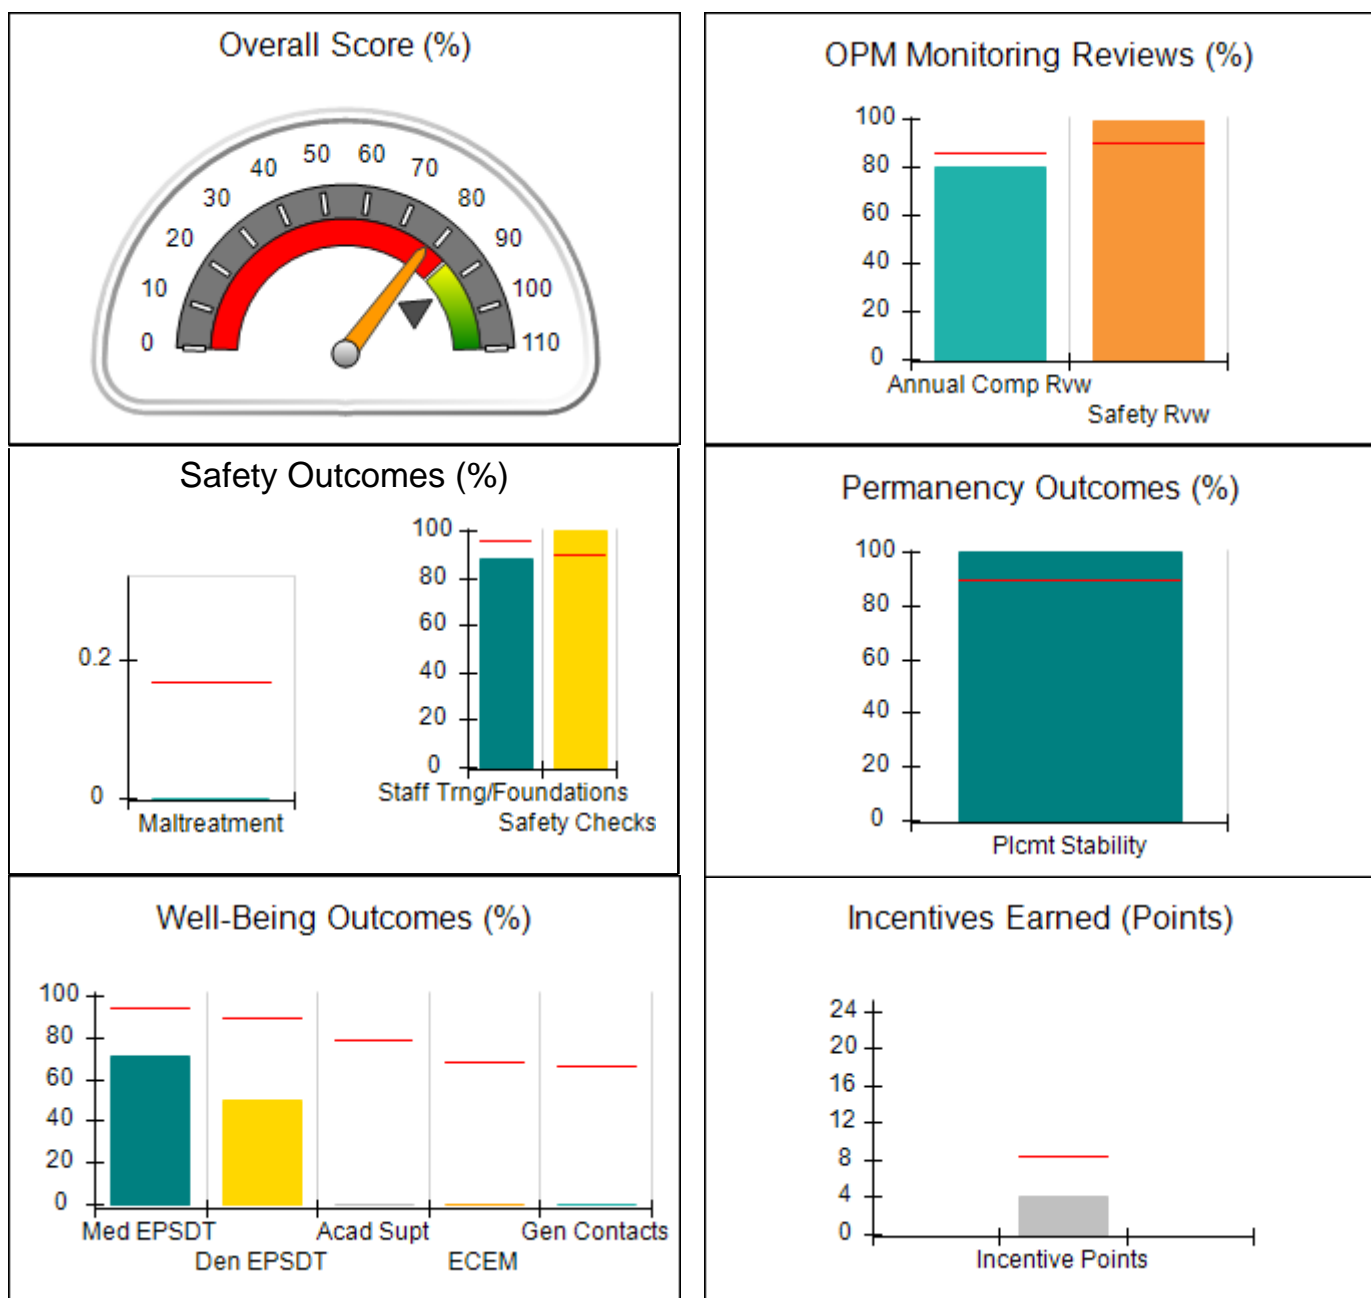 Overall Score (%)
0
10
20
30
40
50
60
70
80
90
100
110
OPM Monitoring Reviews (%)
100
80
60
40
20
0
Annual Comp Rvw
Safety Rvw
Safety Outcomes (%)
0.2
0
Maltreatment
100
80
60
40
20
0
Staff Trng/Foundations
Safety Checks
Permanency Outcomes (%)
100
80
60
40
20
0
Plcmt Stability
Well-Being Outcomes (%)
100
80
60
40
20
0
Med EPSDT
Den EPSDT
Acad Supt
ECEM
Gen Contacts
Incentives Earned (Points)
24
20
16
12
8
4
0
Incentive Points